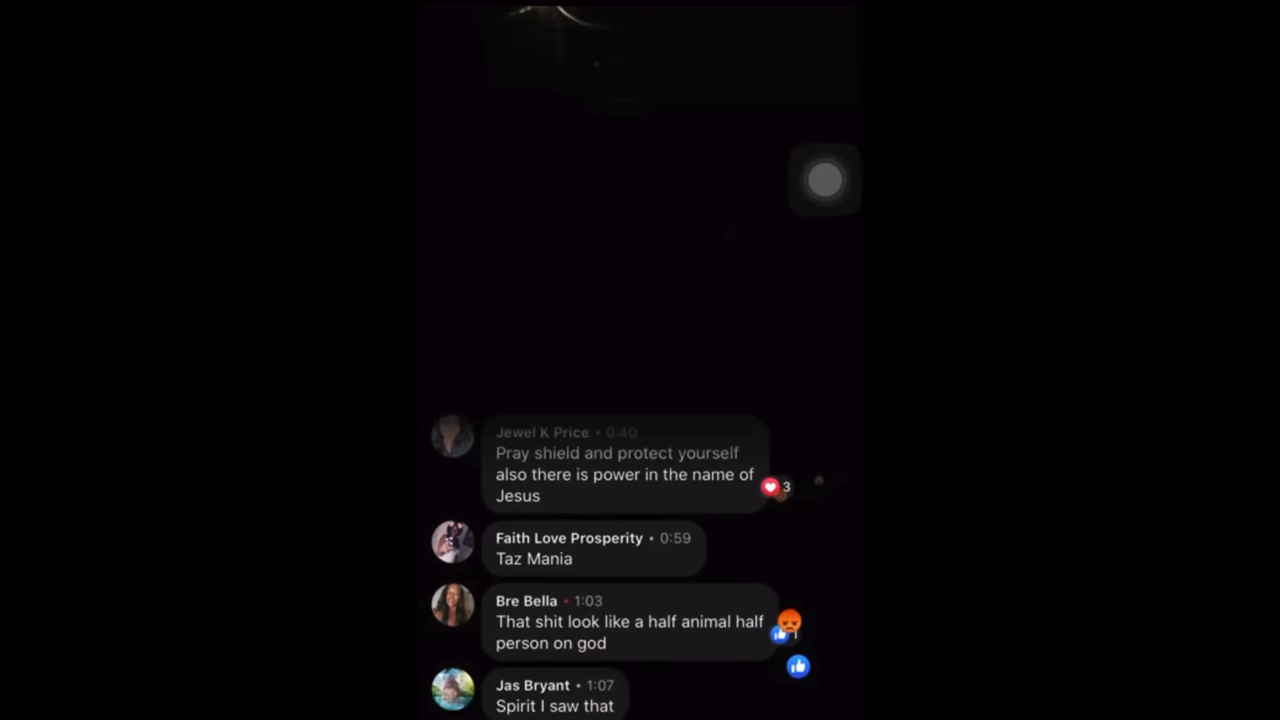 Jewel K Price • 0:40
Pray shield and protect yourself
also there is power in the name of
Jesus
3
Faith Love Prosperity • 0:59
Taz Mania
Bre Bella • 1:03
That shit look like a half animal half
person on god
1
Jas Bryant • 1:07
Spirit I saw that